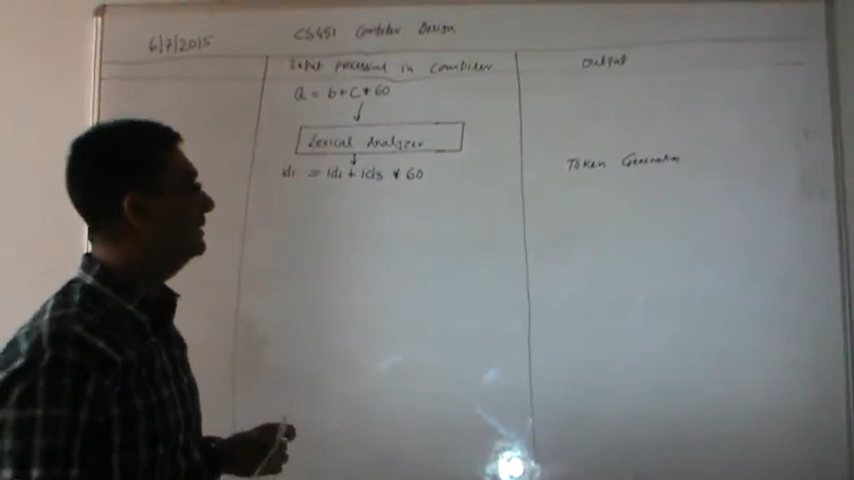 6/7/2015
CS451 Compiler Design
Input processing in compiler
output
a = b+c*60
Lexical Analyzer
id1 = id2 + id3 * 60
Token Generation